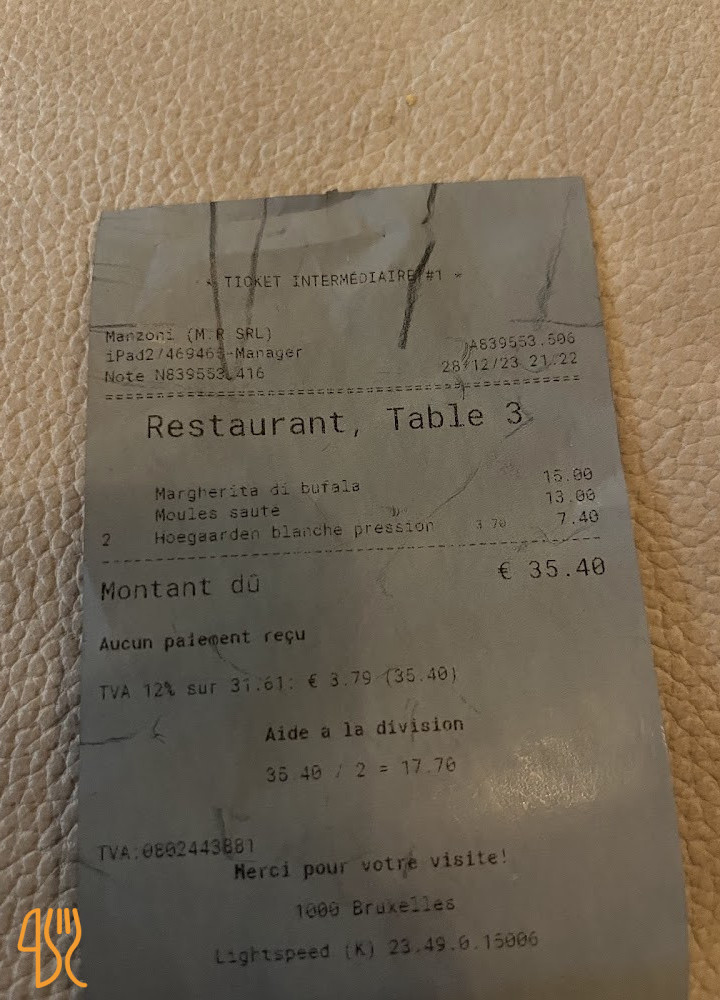 * TICKET INTERMÉDIAIRE #1 *
Manzoni (M.R SRL)
iPad2/469465-Manager A839553.506
Note N839553.416 28/12/23 21.22
Restaurant, Table 3
Margherita di bufala 15.00
Moules saute 13.00
2 Hoegaarden blanche pression 3.70 7.40
Montant dû € 35.40
Aucun paiement reçu
TVA 12% sur 31.61: € 3.79 (35.40)
Aide a la division
35.40 / 2 = 17.70
TVA:0802443881
Merci pour votre visite!
1000 Bruxelles
Lightspeed (K) 23.49.0.15006